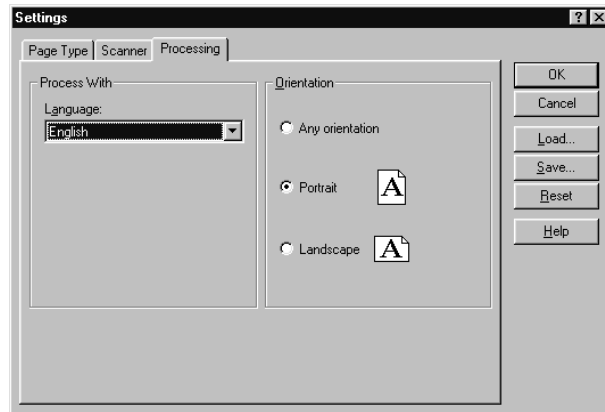 Settings
Page Type Scanner Processing
Process With
Language:
English
Orientation
Any orientation
Portrait A
Landscape A
OK
Cancel
Load...
Save...
Reset
Help